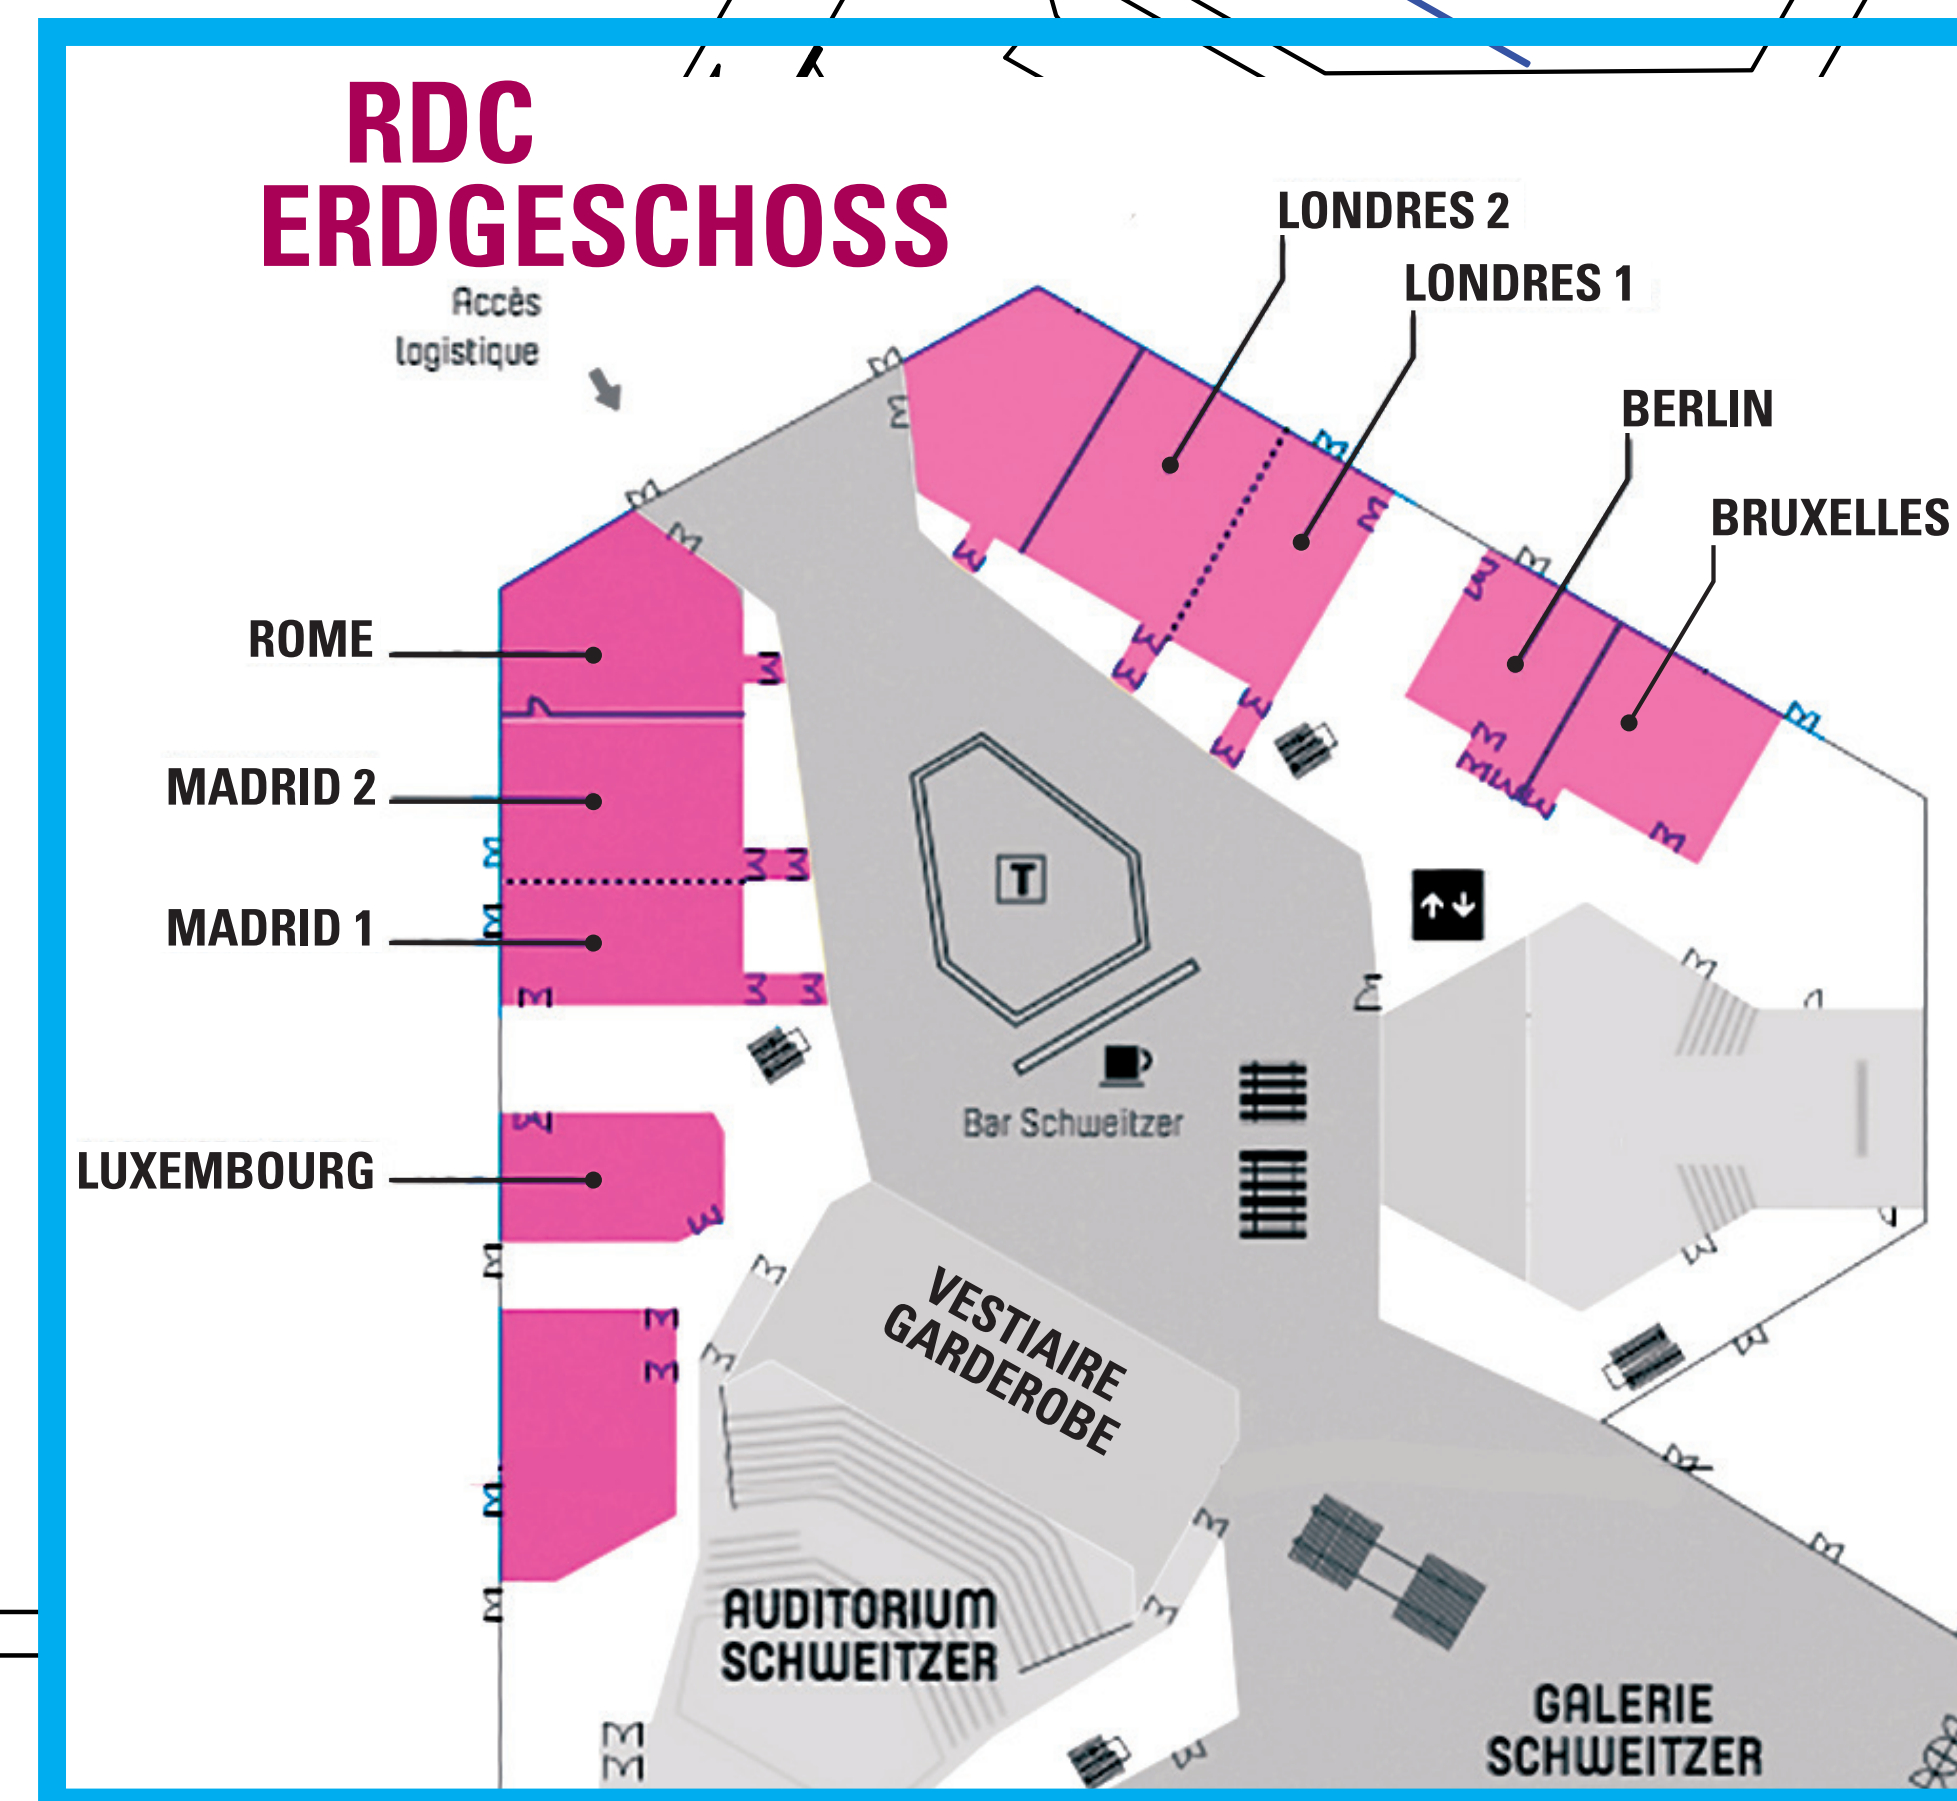 RDC
ERDGESCHOSS
Accès
logistique
LONDRES 2
LONDRES 1
BERLIN
BRUXELLES
ROME
MADRID 2
MADRID 1
LUXEMBOURG
T
Bar Schweitzer
VESTIAIRE
GARDEROBE
AUDITORIUM
SCHWEITZER
GALERIE
SCHWEITZER